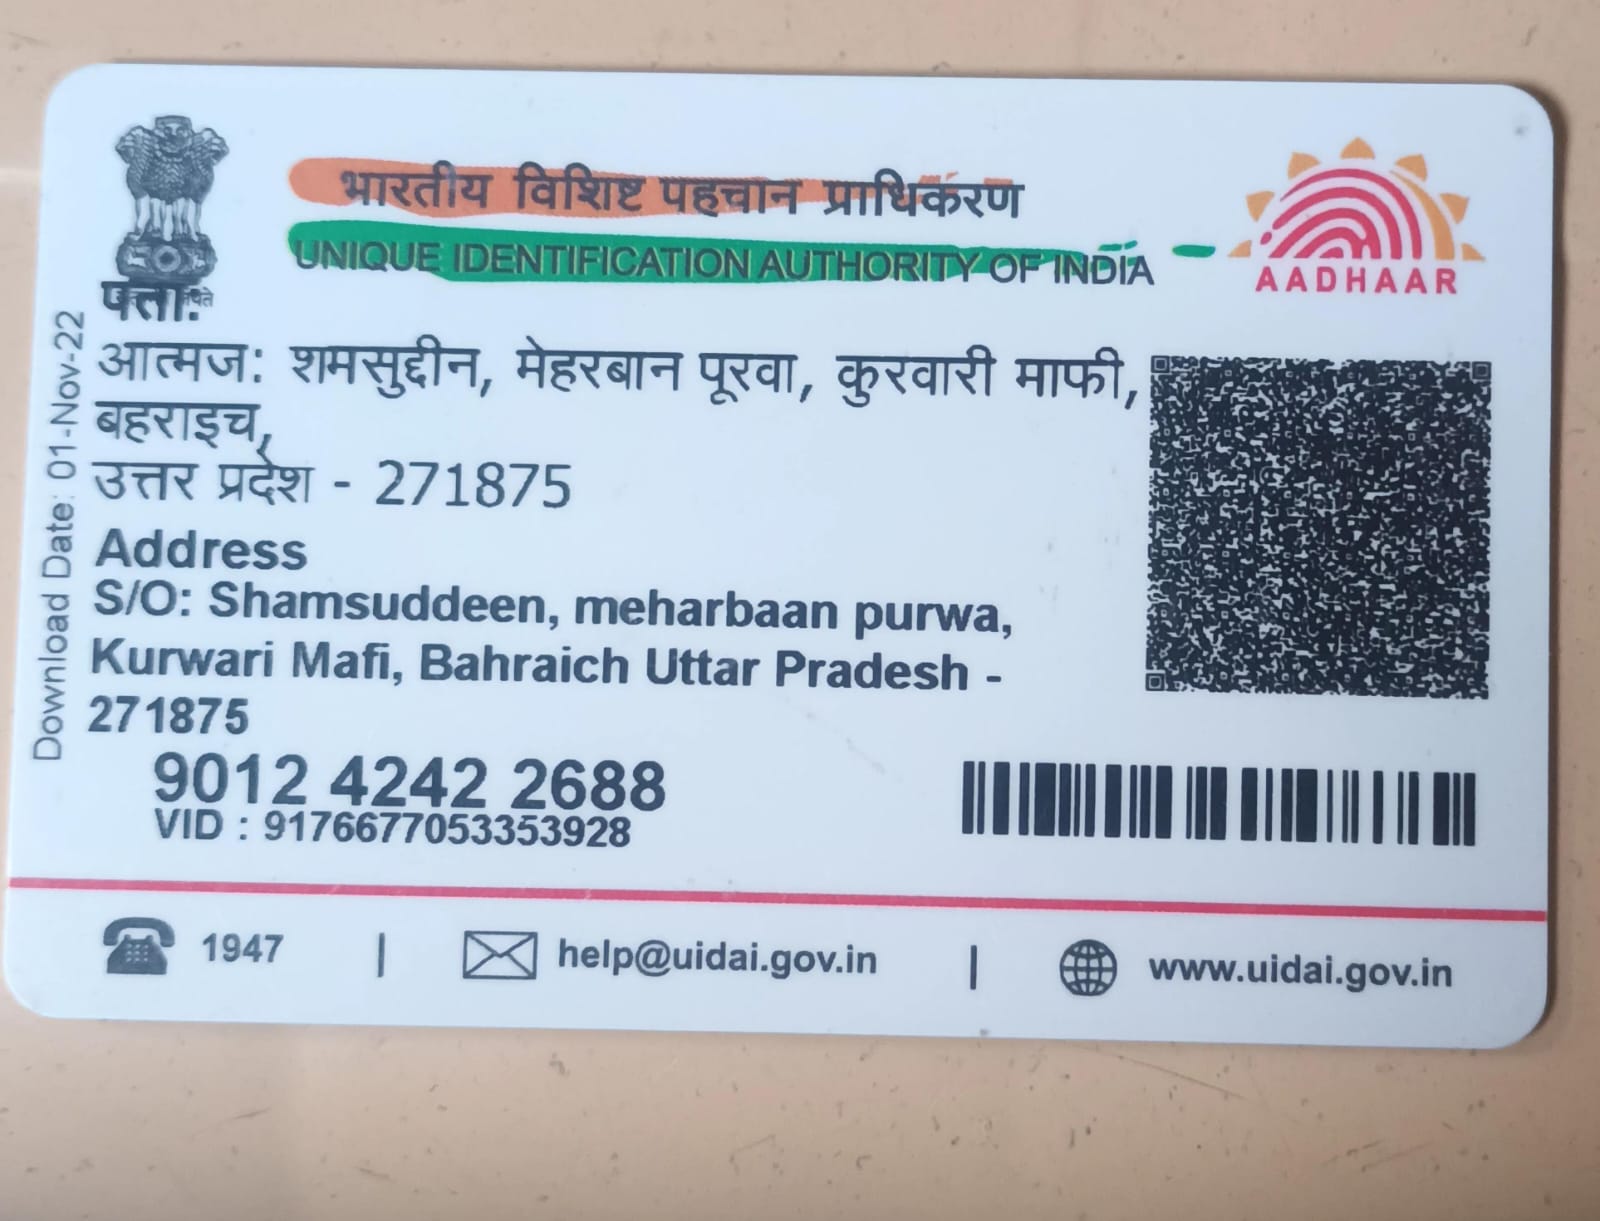 भारतीय विशिष्ट पहचान प्राधिकरण
UNIQUE IDENTIFICATION AUTHORITY OF INDIA
AADHAAR
पता:
आत्मज: शमसुद्दीन, मेहरबान पूरवा, कुरवारी माफी,
बहराइच,
उत्तर प्रदेश - 271875
Address
S/O: Shamsuddeen, meharbaan purwa,
Kurwari Mafi, Bahraich Uttar Pradesh -
271875
9012 4242 2688
VID : 9176677053353928
Download Date: 01-Nov-22
1947 | help@uidai.gov.in | www.uidai.gov.in